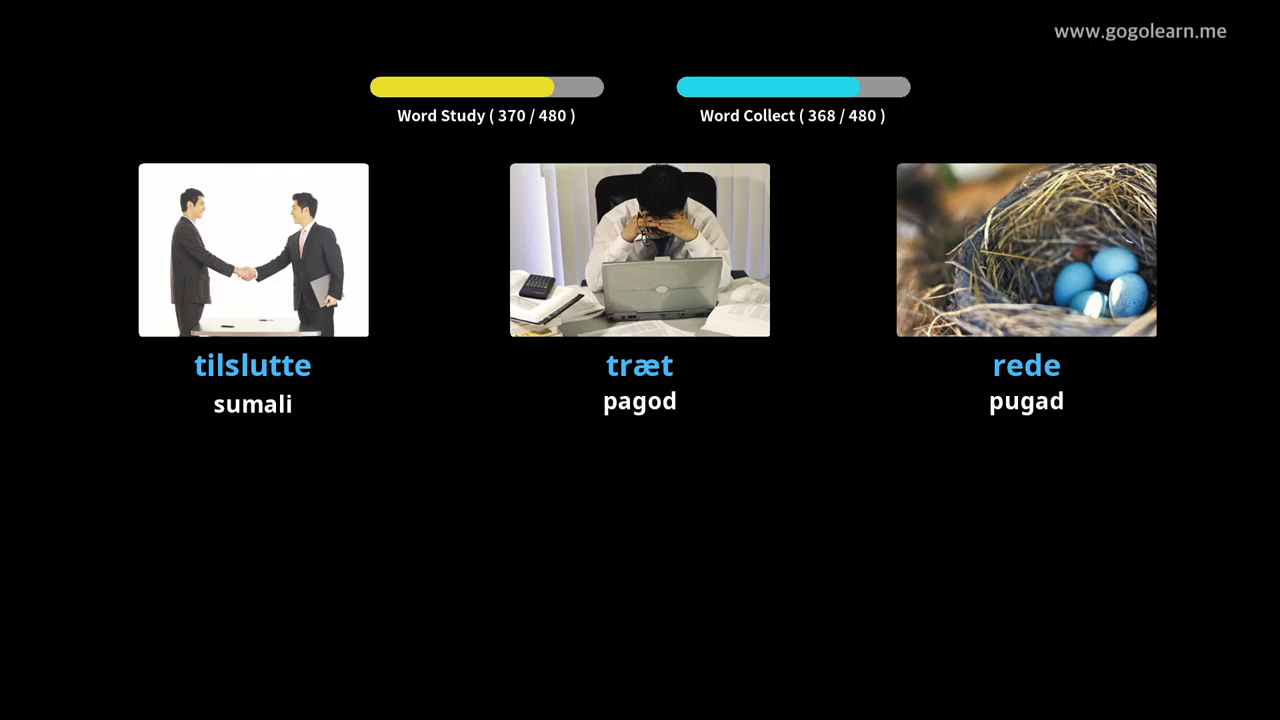 www.gogolearn.me
Word Study ( 370 / 480 )
Word Collect ( 368 / 480 )
tilslutte
sumali
træt
pagod
rede
pugad